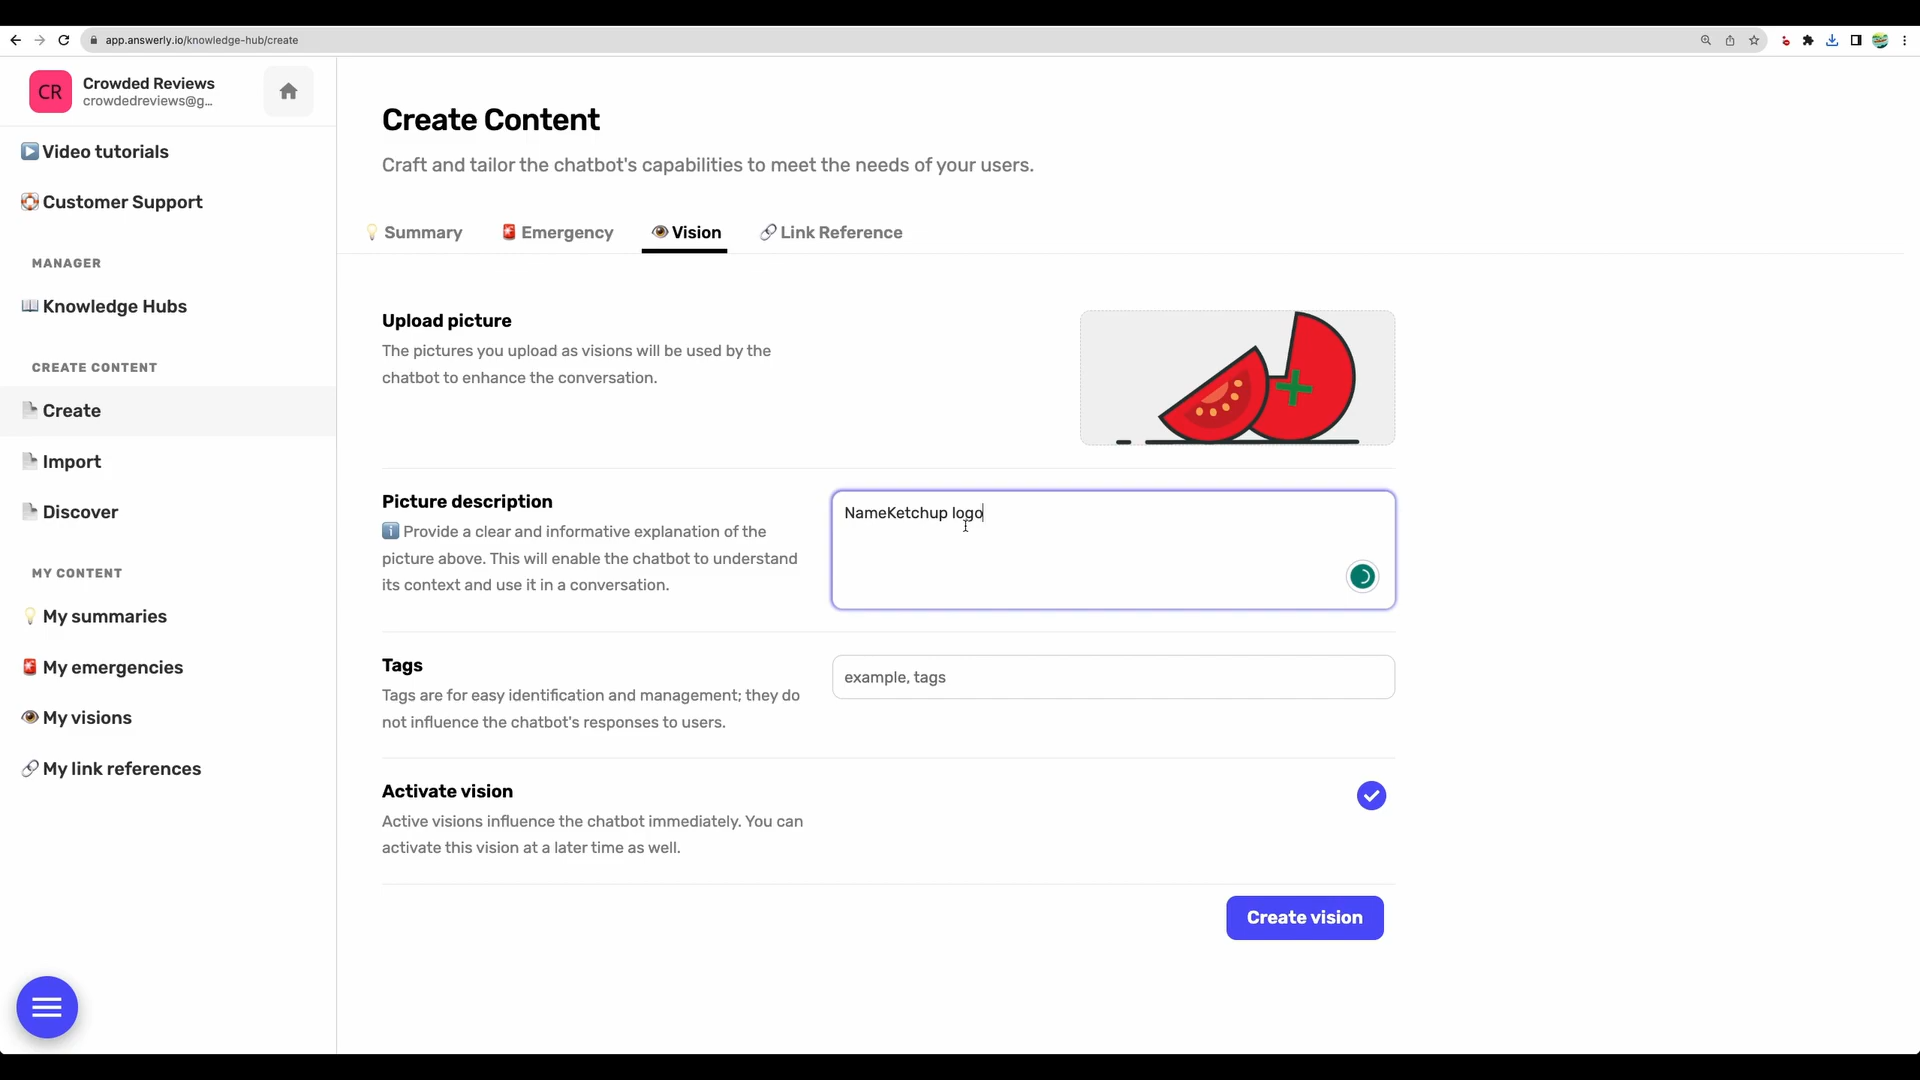 app.answerly.io/knowledge-hub/create
CR
Crowded Reviews
crowdedreviews@g...
Video tutorials
Customer Support
MANAGER
Knowledge Hubs
CREATE CONTENT
Create
Import
Discover
MY CONTENT
My summaries
My emergencies
My visions
My link references
Create Content
Craft and tailor the chatbot's capabilities to meet the needs of your users.
Summary
Emergency
Vision
Link Reference
Upload picture
The pictures you upload as visions will be used by the
chatbot to enhance the conversation.
Picture description
Provide a clear and informative explanation of the
picture above. This will enable the chatbot to understand
its context and use it in a conversation.
NameKetchup logo
Tags
Tags are for easy identification and management; they do
not influence the chatbot's responses to users.
example, tags
Activate vision
Active visions influence the chatbot immediately. You can
activate this vision at a later time as well.
Create vision